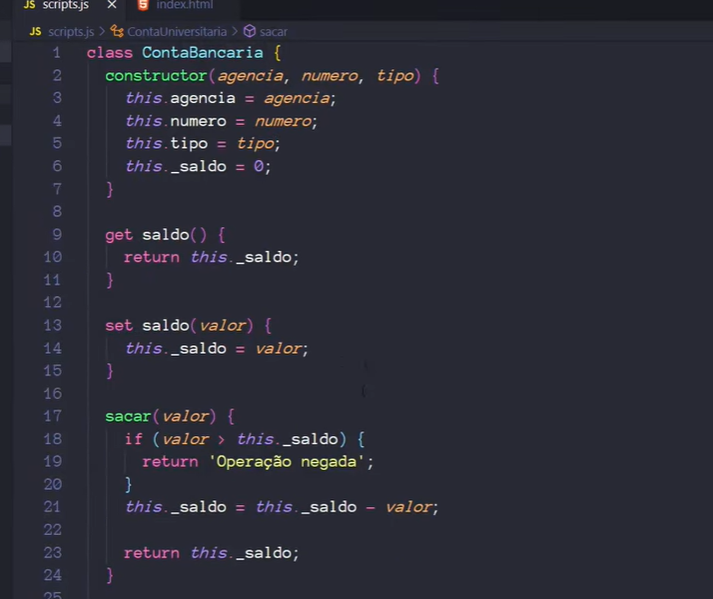 JS scripts.js × 5 index.html
JS scripts.js > ContaUniversitaria > sacar
1 class ContaBancaria {
2 constructor(agencia, numero, tipo) {
3 this.agencia = agencia;
4 this.numero = numero;
5 this.tipo = tipo;
6 this._saldo = 0;
7 }
8
9 get saldo() {
10 return this._saldo;
11 }
12
13 set saldo(valor) {
14 this._saldo = valor;
15 }
16
17 sacar(valor) {
18 if (valor > this._saldo) {
19 return 'Operação negada';
20 }
21 this._saldo = this._saldo - valor;
22
23 return this._saldo;
24 }
25